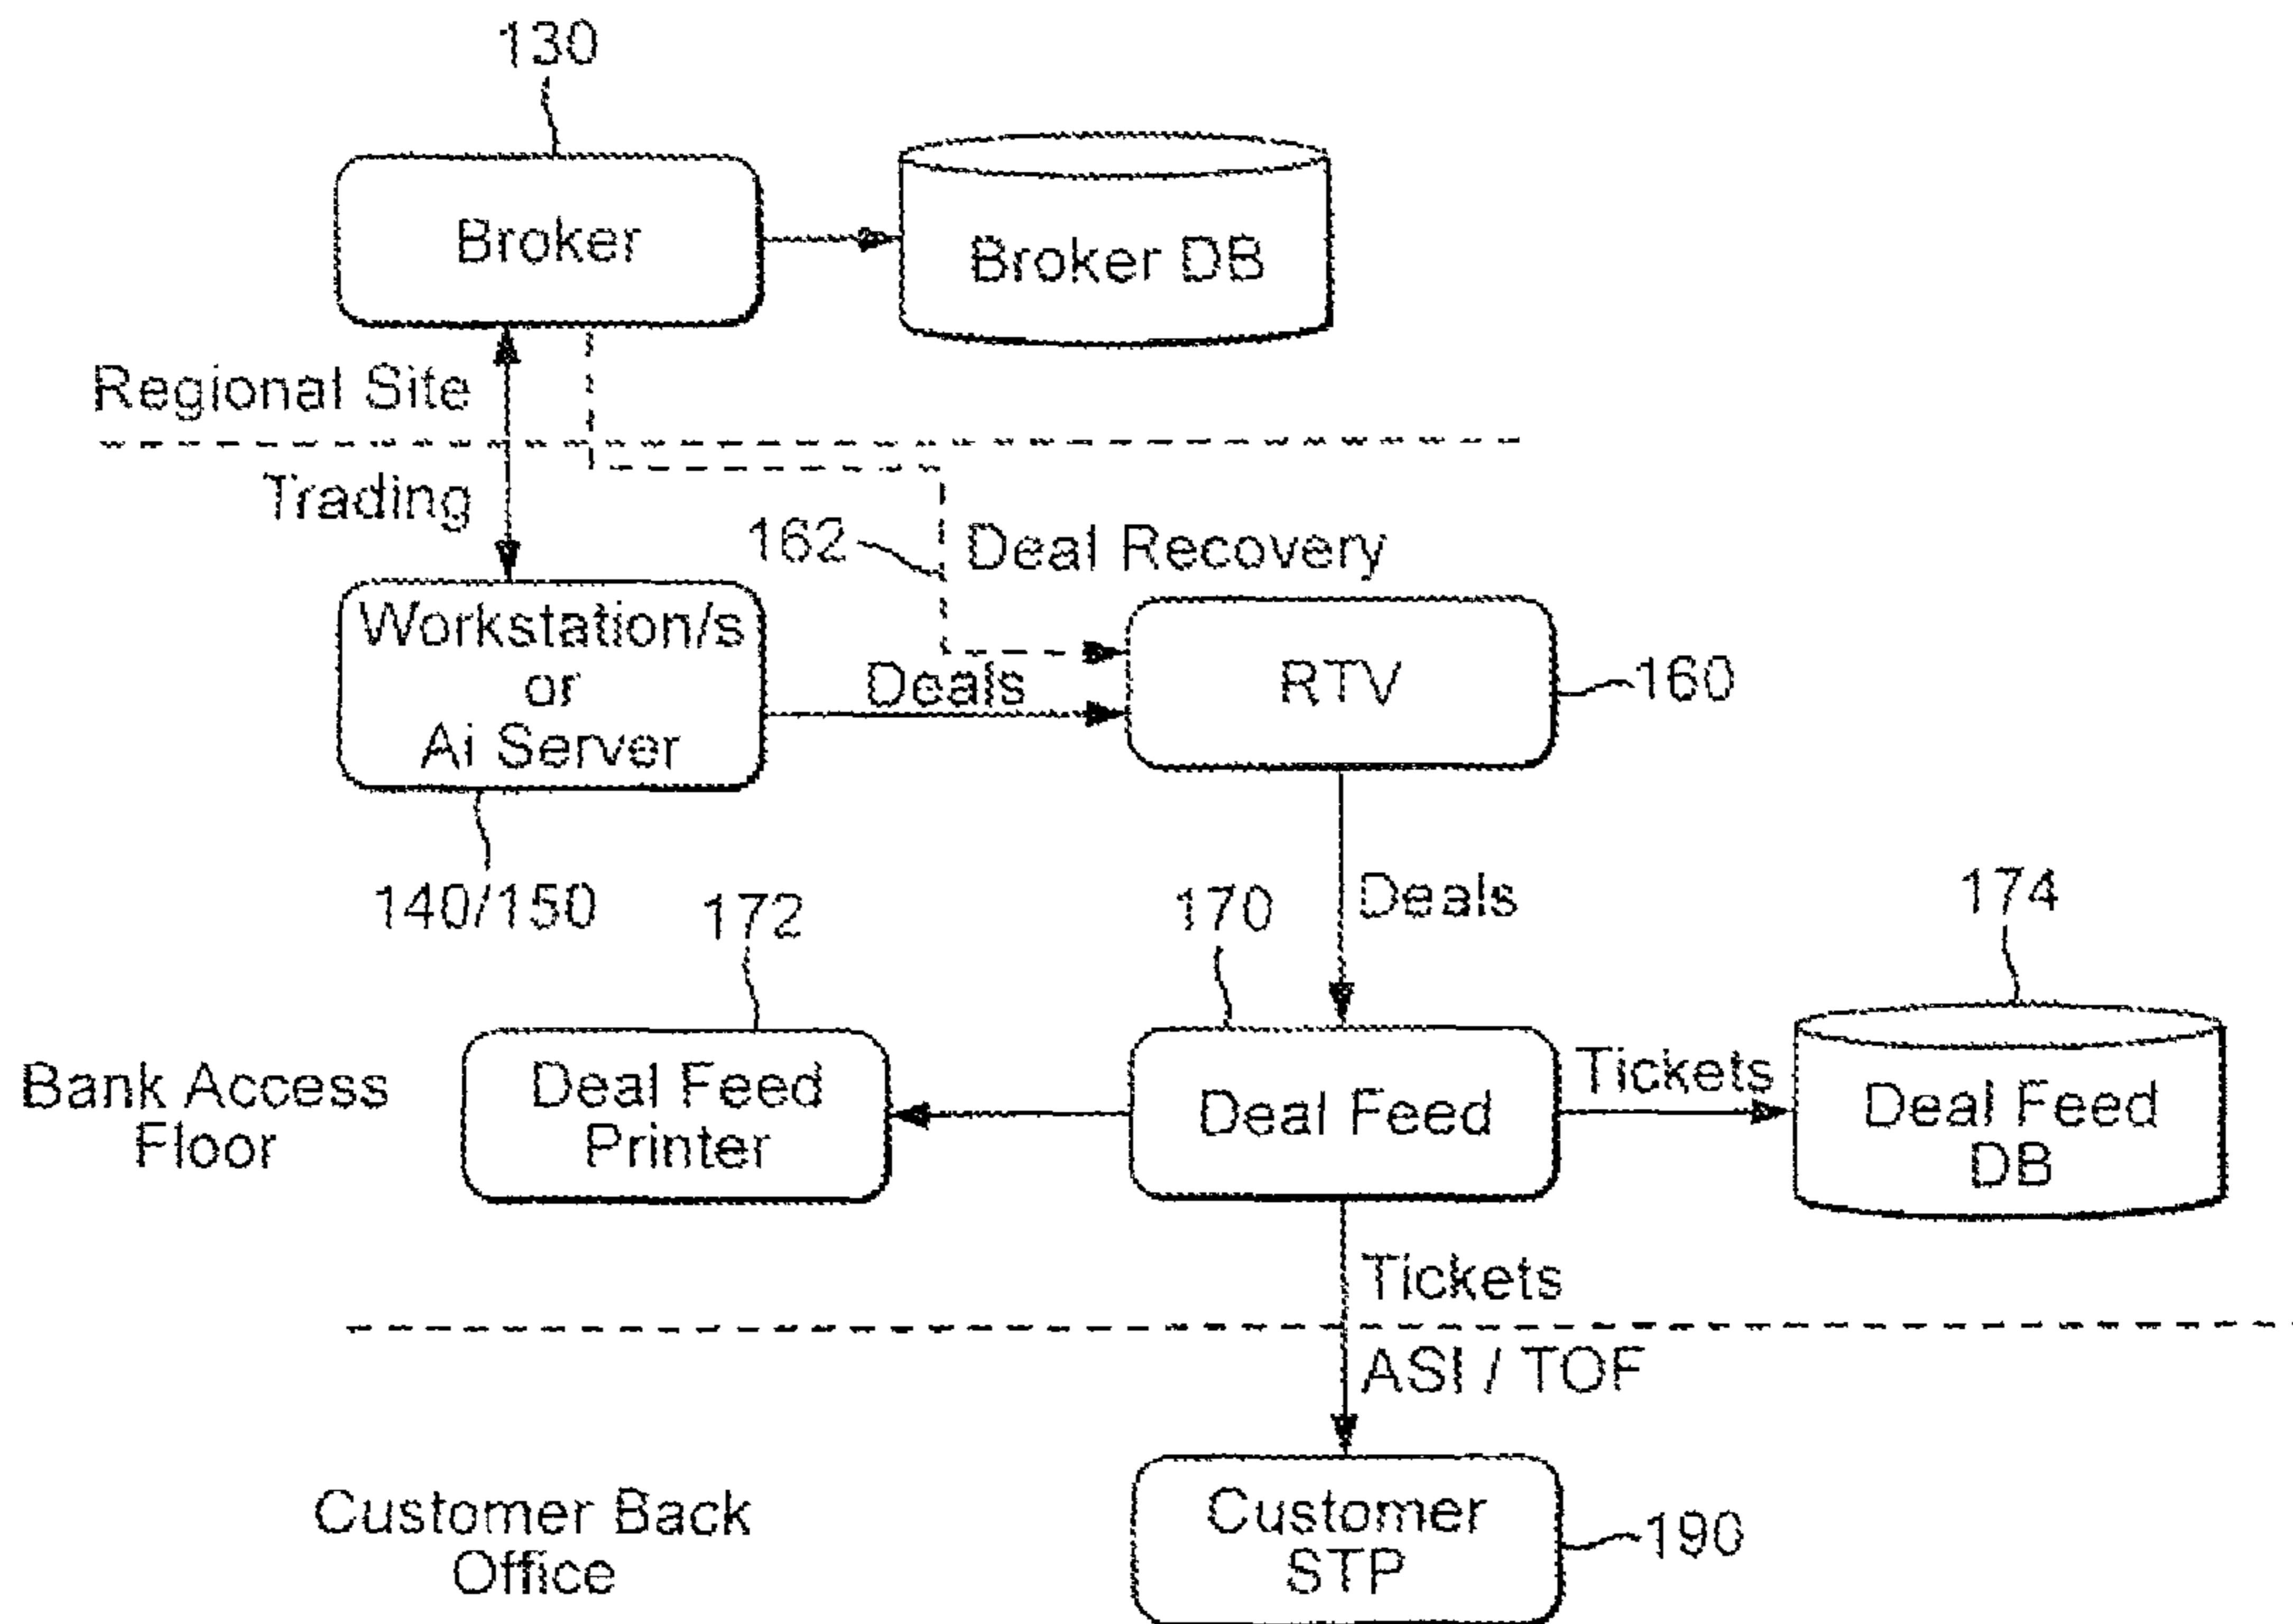 130
Broker
Broker DB
Regional Site
Trading
162
Deal Recovery
Workstation/s
or
Ai Server
Deals
RTV
160
140/150
172
170
Deals
174
Bank Access
Floor
Deal Feed
Printer
Deal Feed
Tickets
Deal Feed
DB
Tickets
ASI / TOF
Customer Back
Office
Customer
STP
190